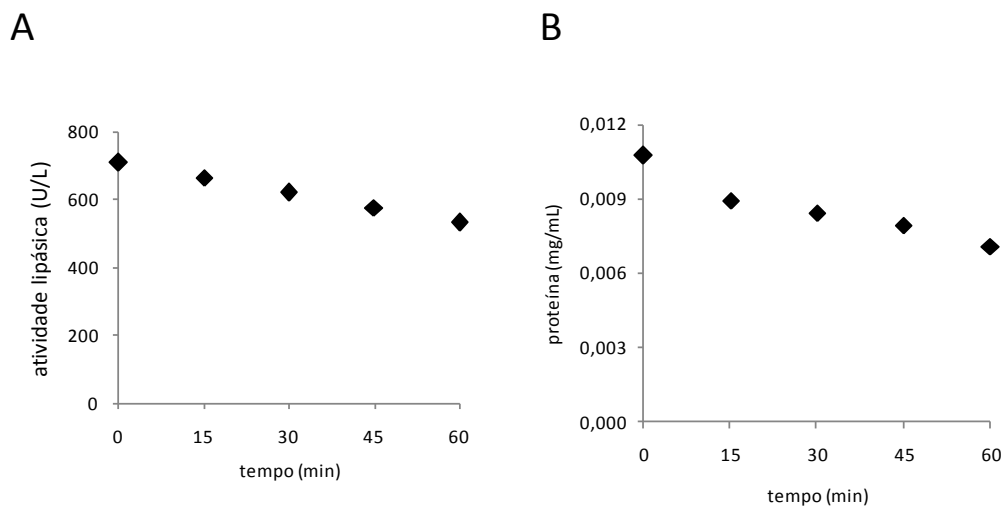 A
atividade lipásica (U/L)
800
600
400
200
0
0 15 30 45 60
tempo (min)
B
proteína (mg/mL)
0,012
0,009
0,006
0,003
0,000
0 15 30 45 60
tempo (min)